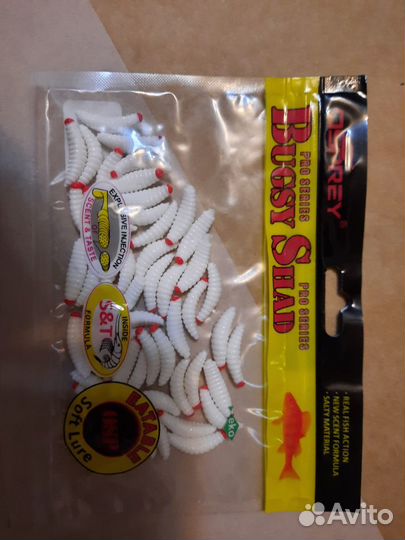 OSPREY
PRO SERIES
BUGSY SHAD
PRO SERIES
· REAL FISH ACTION
· NEW SCENT FORMULA
· SALTY MATERIAL
EXPLOSIVE INJECTION
SCENT & TASTE
INSIDE
S&T
FORMULA
EATABLE
Soft Lure
Avito